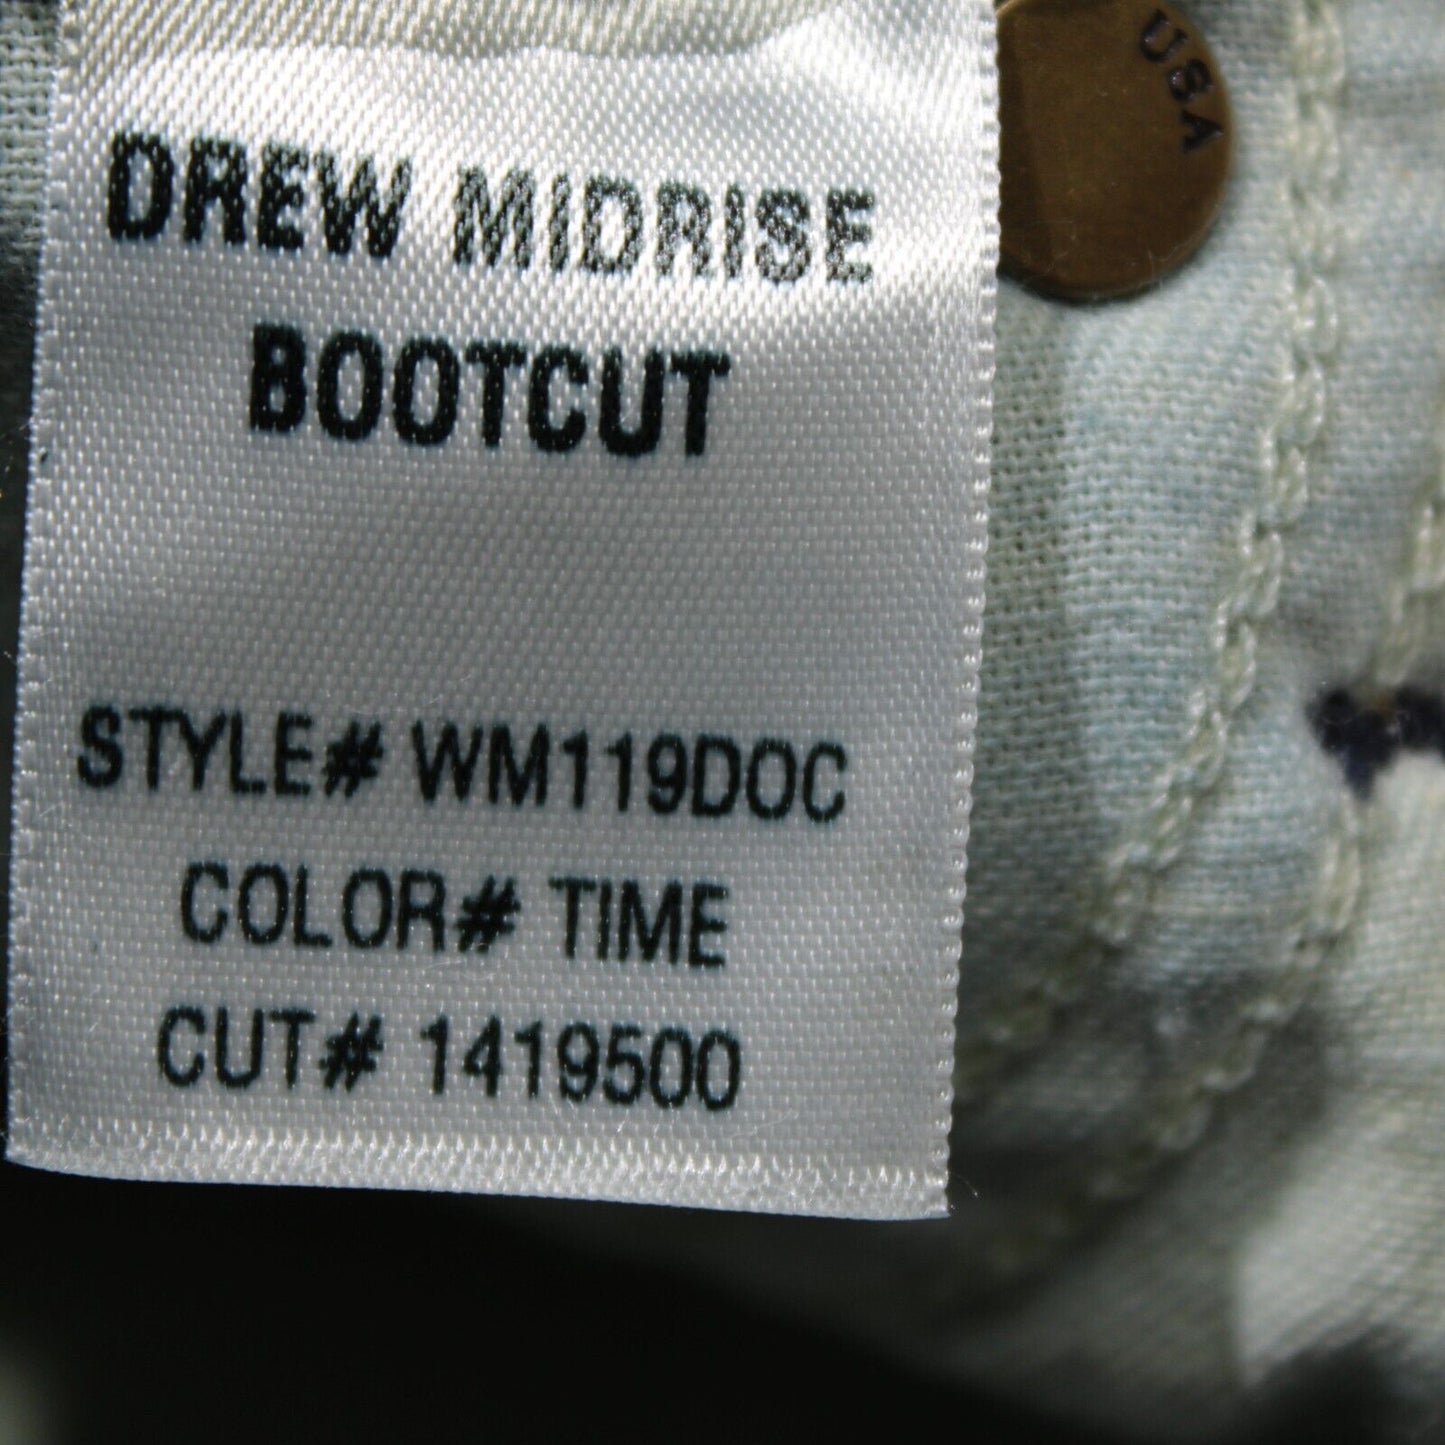 DREW MIDRISE
BOOTCUT
STYLE# WM119DOC
COLOR# TIME
CUT# 1419500
USA